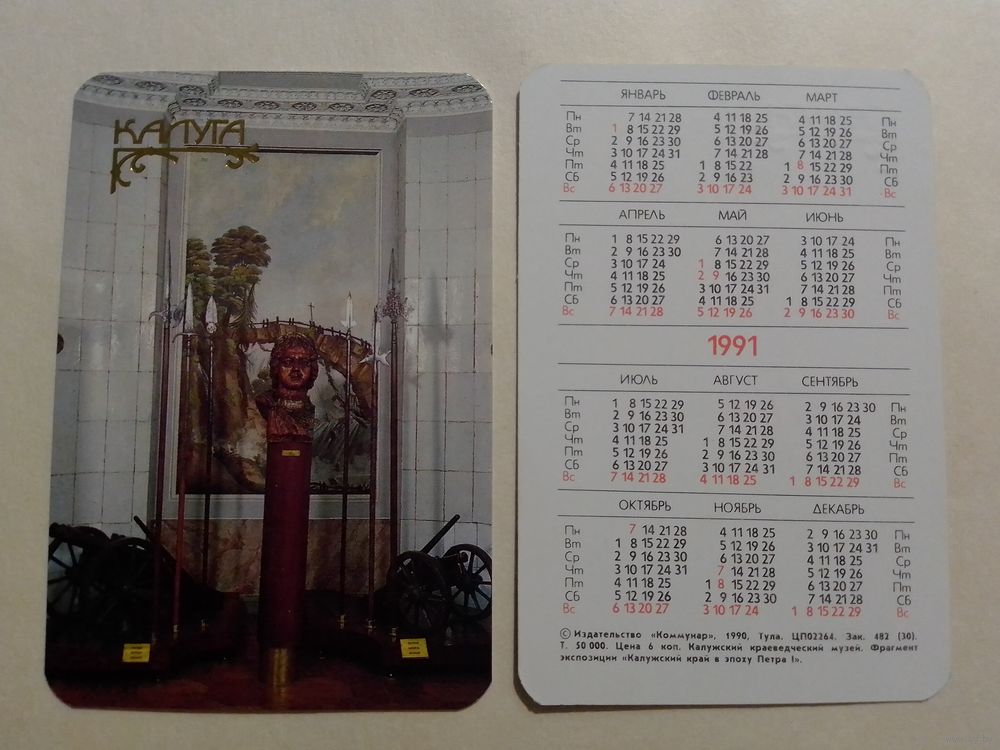 КАЛУГА
ЯНВАРЬ ФЕВРАЛЬ МАРТ
Пн 7 14 21 28 4 11 18 25 4 11 18 25 Пн
Вт 1 8 15 22 29 5 12 19 26 5 12 19 26 Вт
Ср 2 9 16 23 30 6 13 20 27 6 13 20 27 Ср
Чт 3 10 17 24 31 7 14 21 28 7 14 21 28 Чт
Пт 4 11 18 25 1 8 15 22 1 8 15 22 29 Пт
Сб 5 12 19 26 2 9 16 23 2 9 16 23 30 Сб
Вс 6 13 20 27 3 10 17 24 3 10 17 24 31 Вс
АПРЕЛЬ МАЙ ИЮНЬ
Пн 1 8 15 22 29 6 13 20 27 3 10 17 24 Пн
Вт 2 9 16 23 30 7 14 21 28 4 11 18 25 Вт
Ср 3 10 17 24 1 8 15 22 29 5 12 19 26 Ср
Чт 4 11 18 25 2 9 16 23 30 6 13 20 27 Чт
Пт 5 12 19 26 3 10 17 24 31 7 14 21 28 Пт
Сб 6 13 20 27 4 11 18 25 1 8 15 22 29 Сб
Вс 7 14 21 28 5 12 19 26 2 9 16 23 30 Вс
1991
ИЮЛЬ АВГУСТ СЕНТЯБРЬ
Пн 1 8 15 22 29 5 12 19 26 2 9 16 23 30 Пн
Вт 2 9 16 23 30 6 13 20 27 3 10 17 24 Вт
Ср 3 10 17 24 31 7 14 21 28 4 11 18 25 Ср
Чт 4 11 18 25 1 8 15 22 29 5 12 19 26 Чт
Пт 5 12 19 26 2 9 16 23 30 6 13 20 27 Пт
Сб 6 13 20 27 3 10 17 24 31 7 14 21 28 Сб
Вс 7 14 21 28 4 11 18 25 1 8 15 22 29 Вс
ОКТЯБРЬ НОЯБРЬ ДЕКАБРЬ
Пн 7 14 21 28 4 11 18 25 2 9 16 23 30 Пн
Вт 1 8 15 22 29 5 12 19 26 3 10 17 24 31 Вт
Ср 2 9 16 23 30 6 13 20 27 4 11 18 25 Ср
Чт 3 10 17 24 31 7 14 21 28 5 12 19 26 Чт
Пт 4 11 18 25 1 8 15 22 29 6 13 20 27 Пт
Сб 5 12 19 26 2 9 16 23 30 7 14 21 28 Сб
Вс 6 13 20 27 3 10 17 24 1 8 15 22 29 Вс
© Издательство «Коммунар», 1990, Тула. ЦП02264. Зак. 482 (30).
Т. 50 000. Цена 6 коп. Калужский краеведческий музей. Фрагмент
экспозиции «Калужский край в эпоху Петра I».